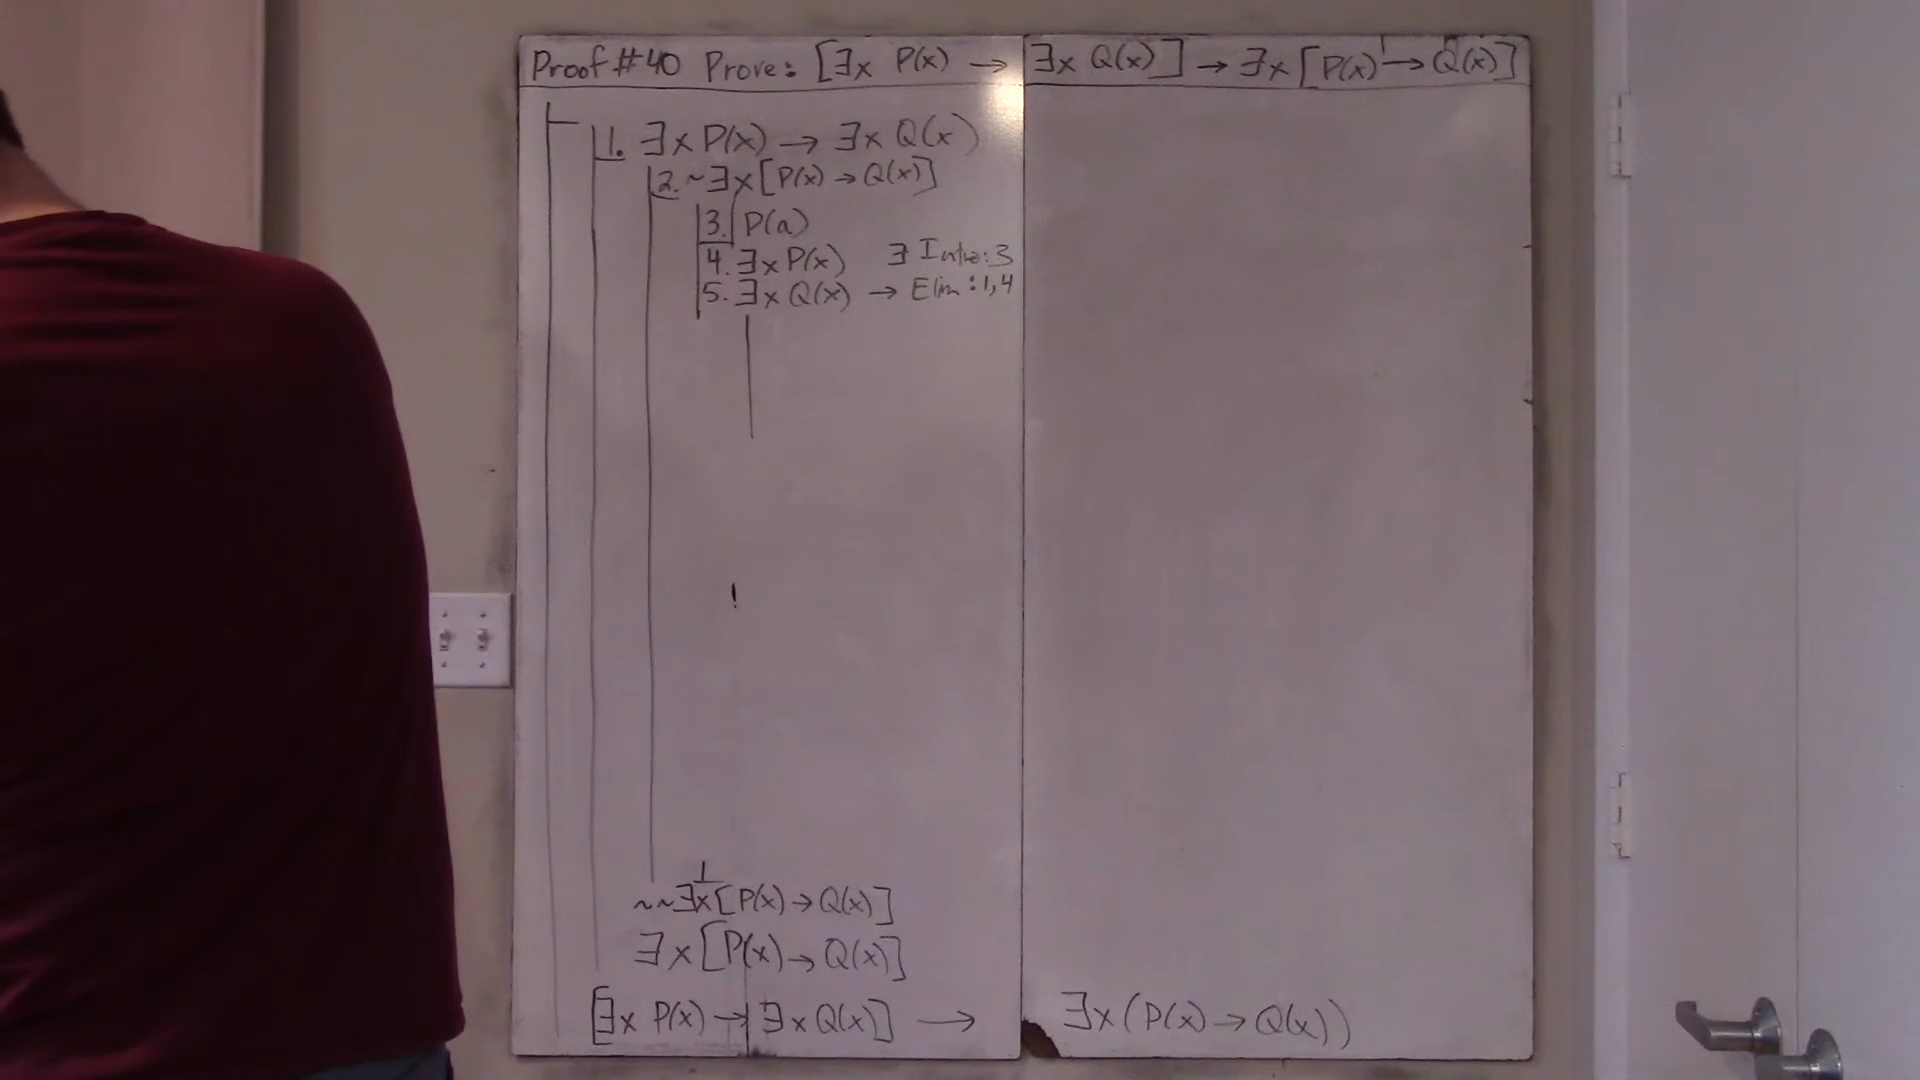 Proof #40 Prove: [∃x P(x) → ∃x Q(x)] → ∃x [P(x) → Q(x)]
1. ∃x P(x) → ∃x Q(x)
2. ~∃x[P(x) → Q(x)]
3. P(a)
4. ∃x P(x) ∃ Intro: 3
5. ∃x Q(x) → Elim: 1,4
⊥
~~∃x[P(x) → Q(x)]
∃x[P(x) → Q(x)]
[∃x P(x) → ∃x Q(x)] → ∃x(P(x) → Q(x))